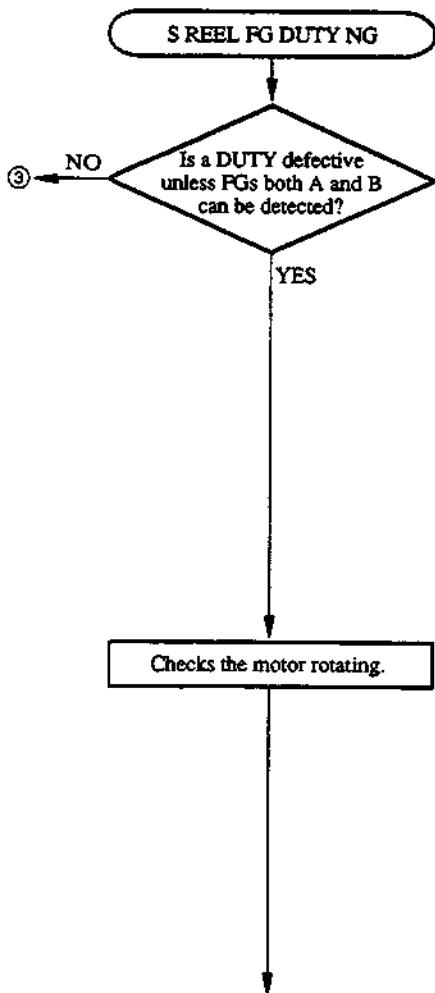 S REEL FG DUTY NG
Is a DUTY defective
unless FGs both A and B
can be detected?
NO
③
YES
Checks the motor rotating.